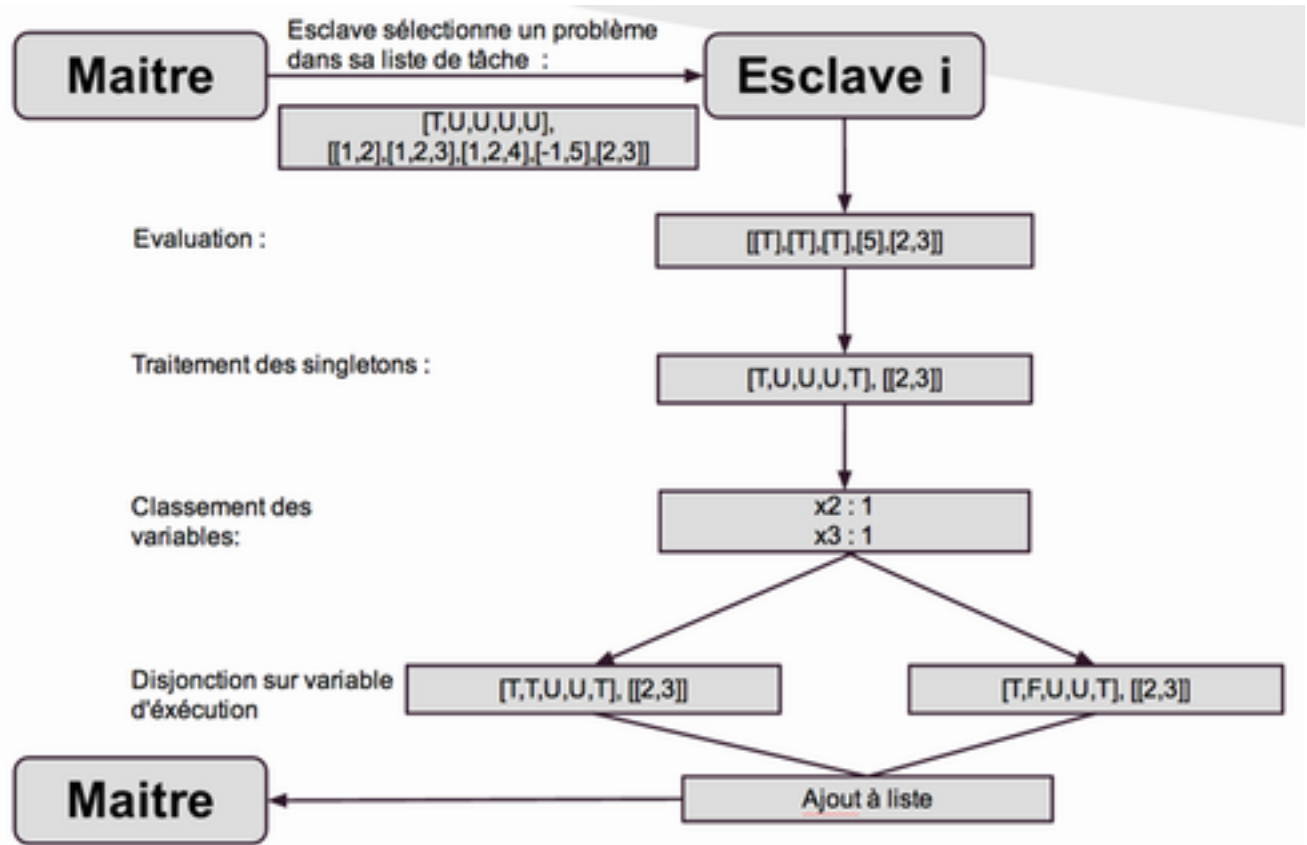 Esclave sélectionne un problème
dans sa liste de tâche :
Maitre
Esclave i
[T,U,U,U,U],
[[1,2],[1,2,3],[1,2,4],[-1,5],[2,3]]
Evaluation :
[[T],[T],[T],[5],[2,3]]
Traitement des singletons :
[T,U,U,U,T], [[2,3]]
Classement des
variables:
x2 : 1
x3 : 1
Disjonction sur variable
d'éxécution
[T,T,U,U,T], [[2,3]]
[T,F,U,U,T], [[2,3]]
Maitre
Ajout à liste